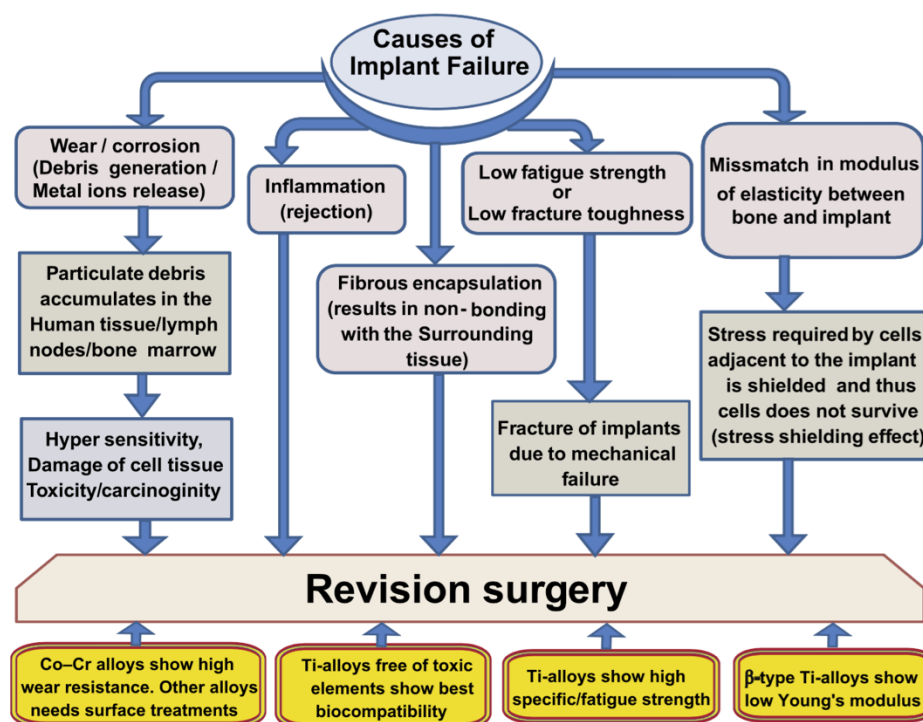 Causes of
Implant Failure
Wear / corrosion
(Debris generation /
Metal ions release)
Particulate debris
accumulates in the
Human tissue/lymph
nodes/bone marrow
Hyper sensitivity,
Damage of cell tissue
Toxicity/carcinoginity
Inflammation
(rejection)
Fibrous encapsulation
(results in non-bonding
with the Surrounding
tissue)
Low fatigue strength
or
Low fracture toughness
Fracture of implants
due to mechanical
failure
Missmatch in modulus
of elasticity between
bone and implant
Stress required by cells
adjacent to the implant
is shielded and thus
cells does not survive
(stress shielding effect)
Revision surgery
Co–Cr alloys show high
wear resistance. Other alloys
needs surface treatments
Ti-alloys free of toxic
elements show best
biocompatibility
Ti-alloys show high
specific/fatigue strength
β-type Ti-alloys show
low Young's modulus